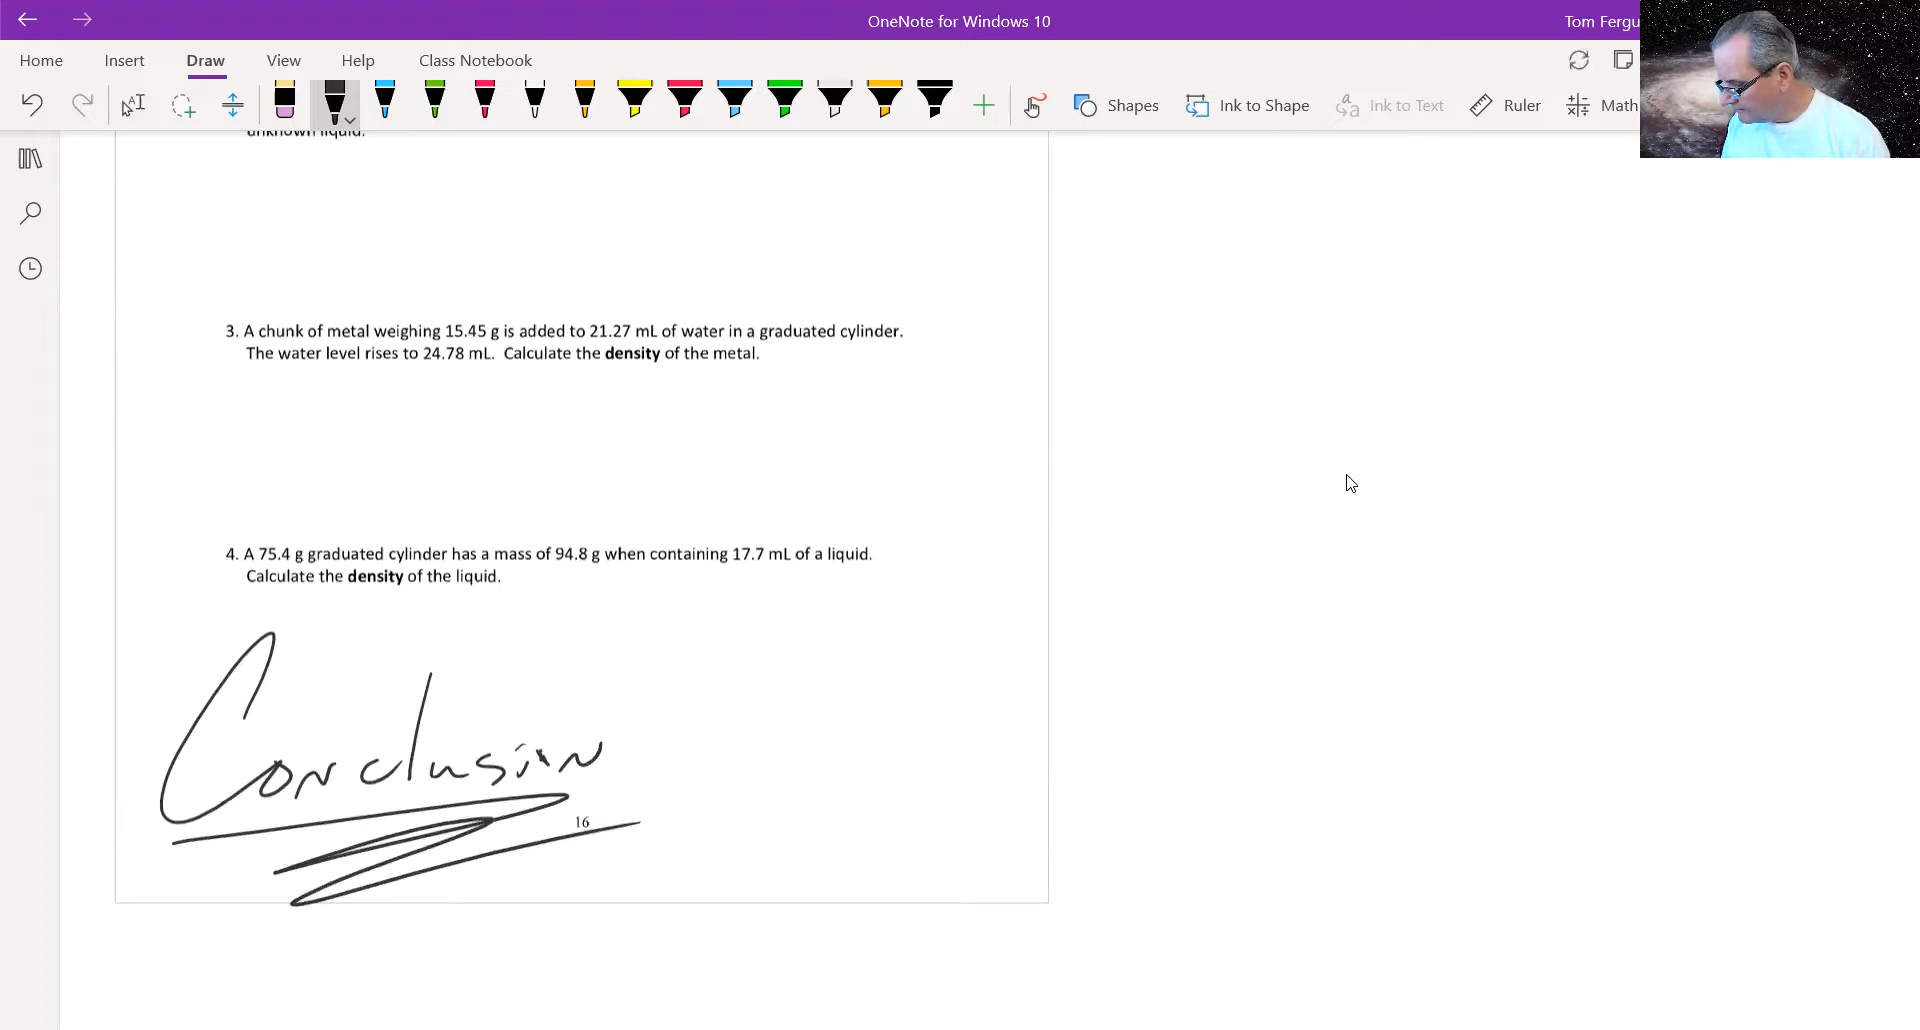 OneNote for Windows 10
Tom Fergu
Home Insert Draw View Help Class Notebook
Shapes Ink to Shape Ink to Text Ruler Math
unknown liquid.
3. A chunk of metal weighing 15.45 g is added to 21.27 mL of water in a graduated cylinder.
The water level rises to 24.78 mL. Calculate the density of the metal.
4. A 75.4 g graduated cylinder has a mass of 94.8 g when containing 17.7 mL of a liquid.
Calculate the density of the liquid.
Conclusion
16